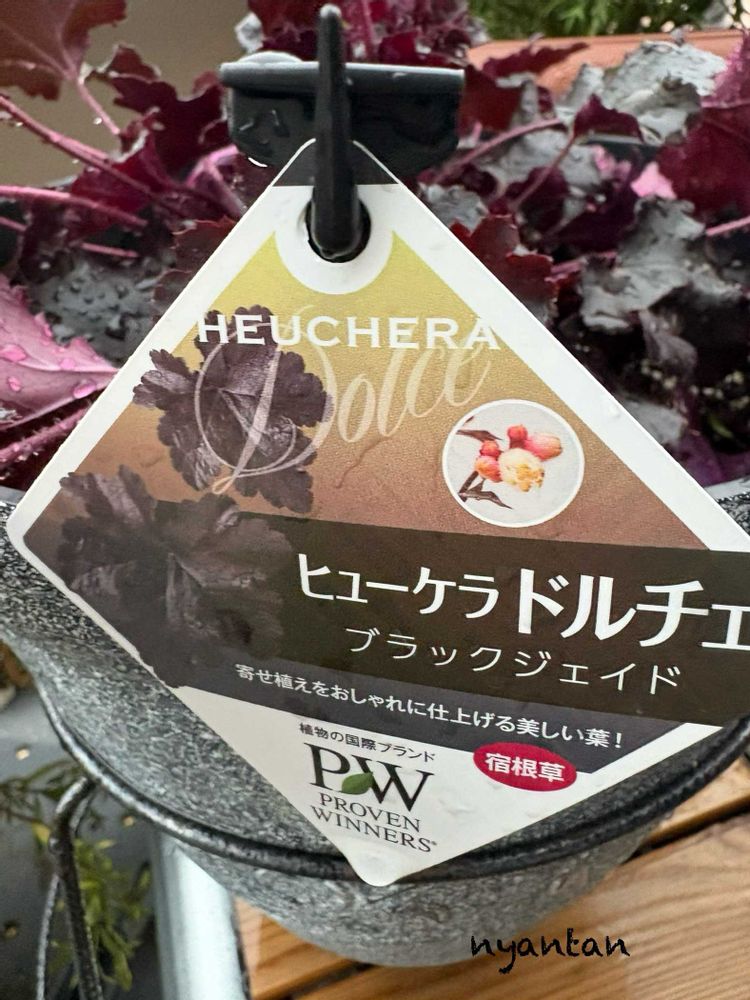 HEUCHERA
Dolce
ヒューケラドルチェ
ブラックジェイド
寄せ植えをおしゃれに仕上げる美しい葉!
植物の国際ブランド
宿根草
PW
PROVEN
WINNERS®
nyantan